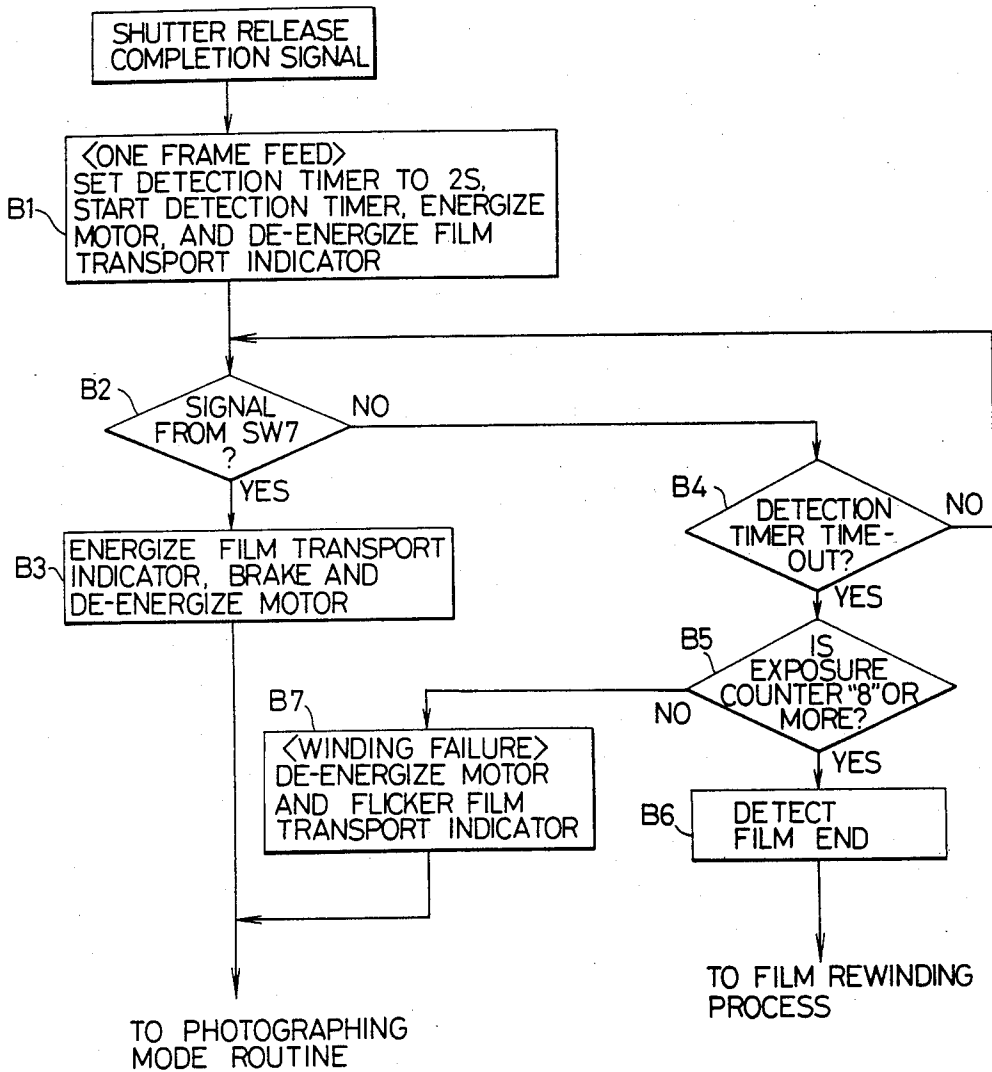 SHUTTER RELEASE
COMPLETION SIGNAL
B1
<ONE FRAME FEED>
SET DETECTION TIMER TO 2S,
START DETECTION TIMER, ENERGIZE
MOTOR, AND DE-ENERGIZE FILM
TRANSPORT INDICATOR
B2
SIGNAL
FROM SW7
?
NO
YES
B3
ENERGIZE FILM TRANSPORT
INDICATOR, BRAKE AND
DE-ENERGIZE MOTOR
B4
DETECTION
TIMER TIME-
OUT?
NO
YES
B5
IS
EXPOSURE
COUNTER "8" OR
MORE?
NO
YES
B7
<WINDING FAILURE>
DE-ENERGIZE MOTOR
AND FLICKER FILM
TRANSPORT INDICATOR
B6
DETECT
FILM END
TO FILM REWINDING
PROCESS
TO PHOTOGRAPHING
MODE ROUTINE